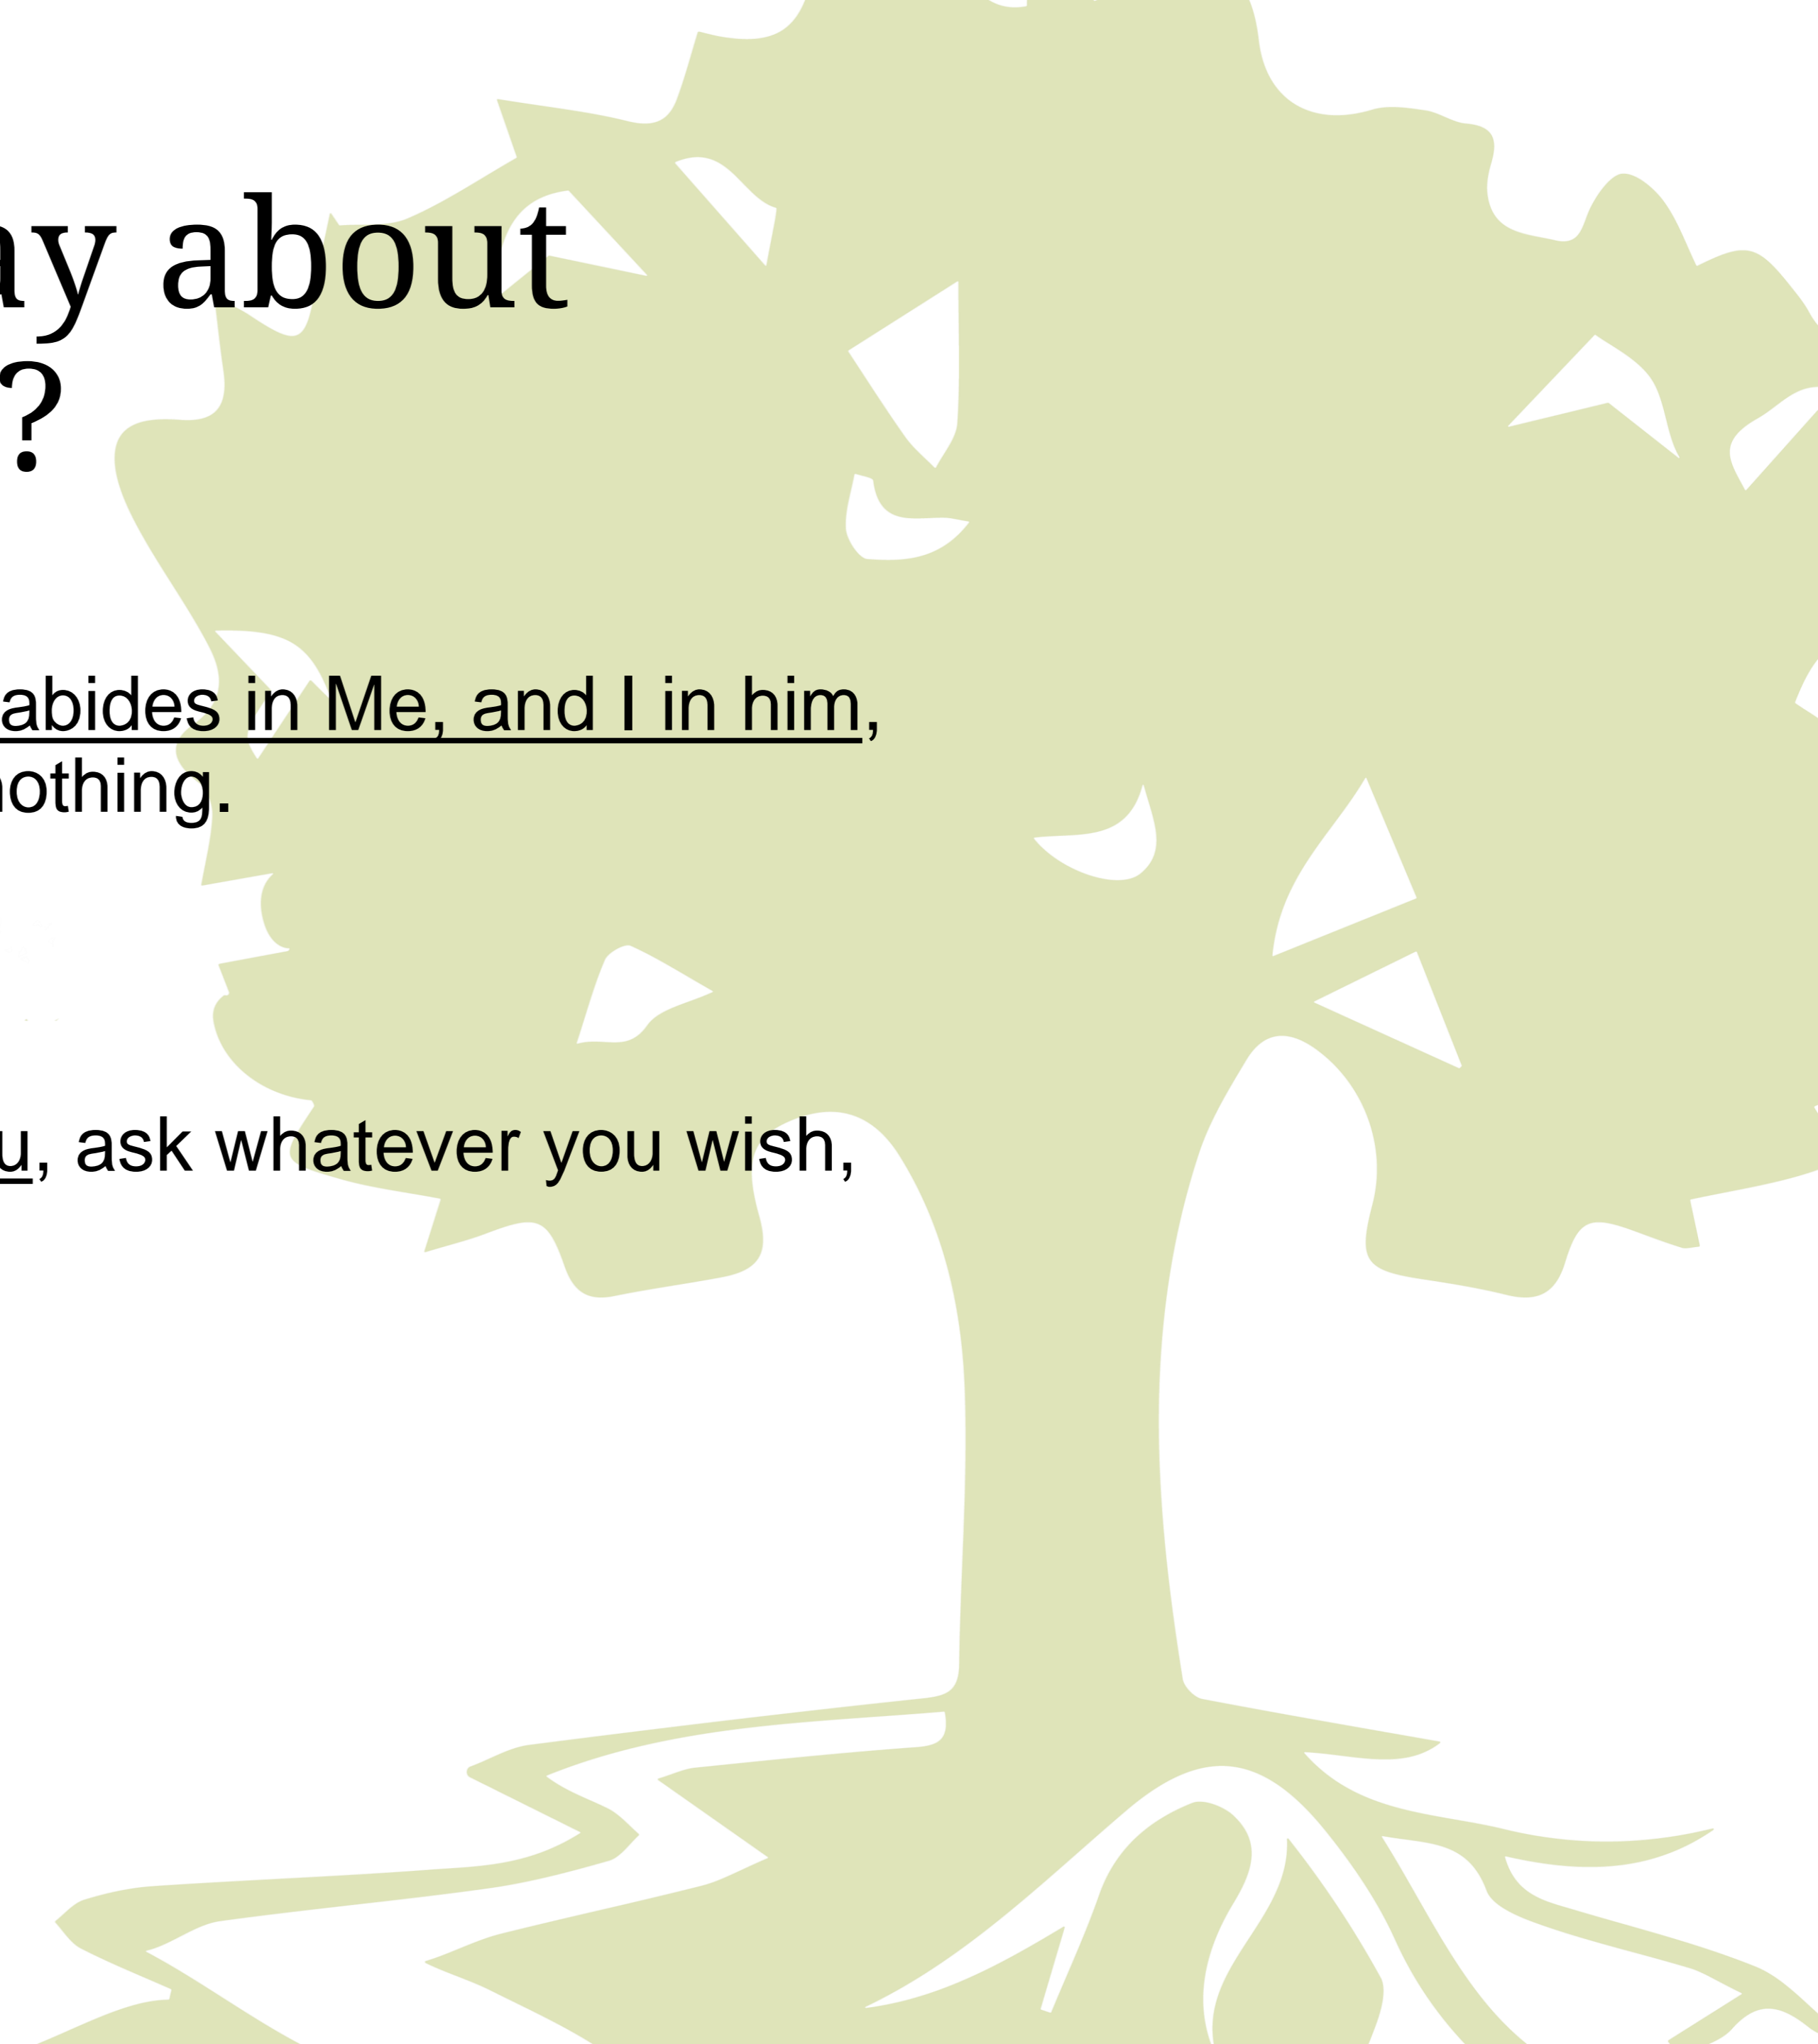 ay about
?
abides in Me, and I in him,
nothing.
u, ask whatever you wish,